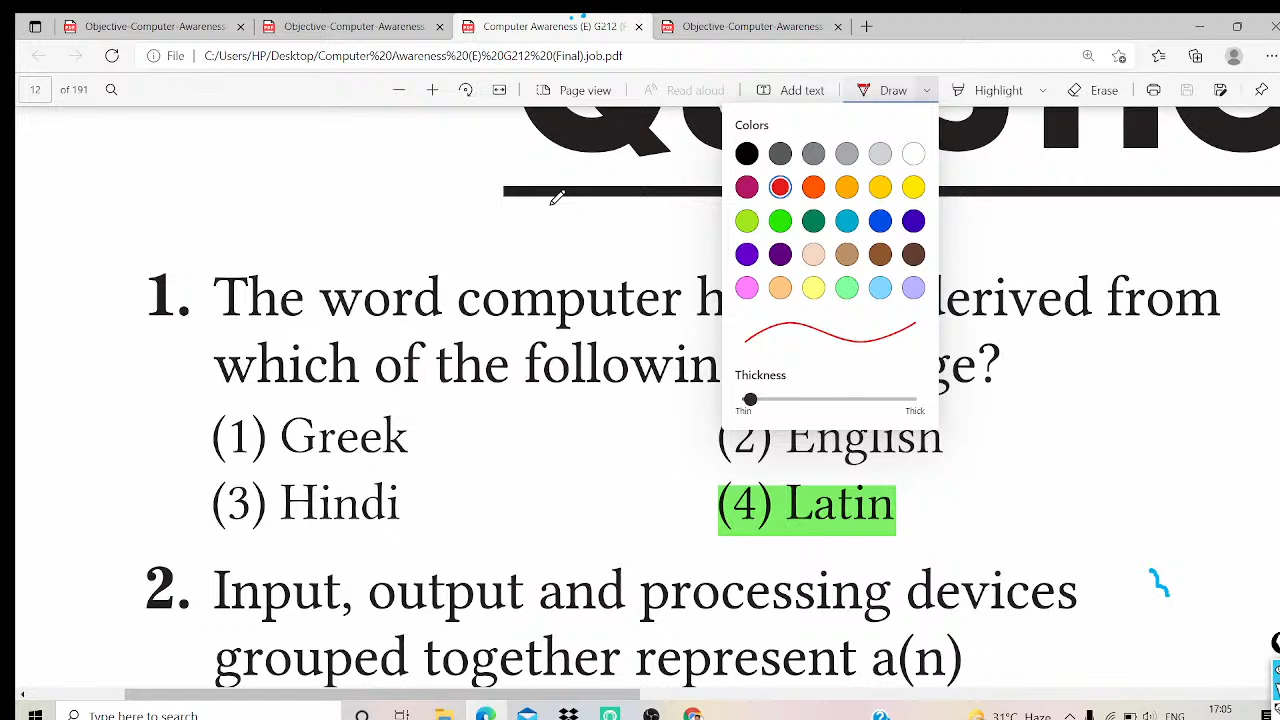 Objective-Computer-Awareness
Objective-Computer-Awareness
Computer Awareness (E) G212 (F
Objective-Computer-Awareness
File
C:/Users/HP/Desktop/Computer%20Awareness%20(E)%20G212%20(Final).job.pdf
12 of 191
Page view
Read aloud
Add text
Draw
Highlight
Erase
Colors
1. The word computer h derived from
which of the followin ge?
Thickness
Thin Thick
(1) Greek (2) English
(3) Hindi (4) Latin
2. Input, output and processing devices
grouped together represent a(n)
Type here to search
31°C Haze
ENG
17:05